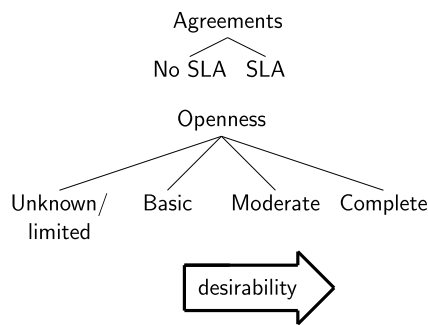 Agreements
No SLA SLA
Openness
Unknown/ Basic Moderate Complete
limited
desirability